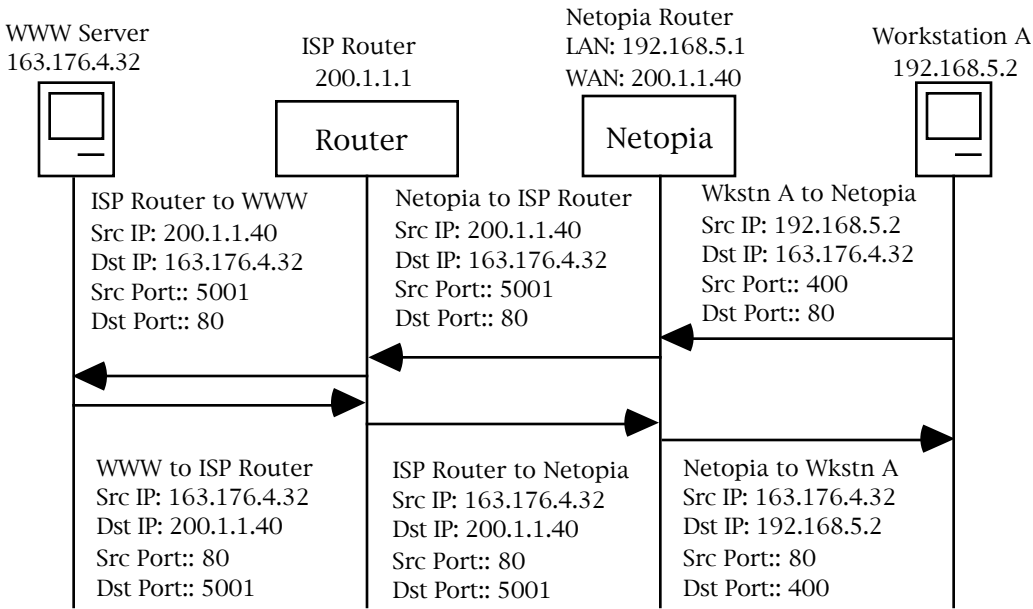 WWW Server
163.176.4.32
ISP Router
200.1.1.1
Netopia Router
LAN: 192.168.5.1
WAN: 200.1.1.40
Workstation A
192.168.5.2
Router
Netopia
ISP Router to WWW
Src IP: 200.1.1.40
Dst IP: 163.176.4.32
Src Port:: 5001
Dst Port:: 80
Netopia to ISP Router
Src IP: 200.1.1.40
Dst IP: 163.176.4.32
Src Port:: 5001
Dst Port:: 80
Wkstn A to Netopia
Src IP: 192.168.5.2
Dst IP: 163.176.4.32
Src Port:: 400
Dst Port:: 80
WWW to ISP Router
Src IP: 163.176.4.32
Dst IP: 200.1.1.40
Src Port:: 80
Dst Port:: 5001
ISP Router to Netopia
Src IP: 163.176.4.32
Dst IP: 200.1.1.40
Src Port:: 80
Dst Port:: 5001
Netopia to Wkstn A
Src IP: 163.176.4.32
Dst IP: 192.168.5.2
Src Port:: 80
Dst Port:: 400